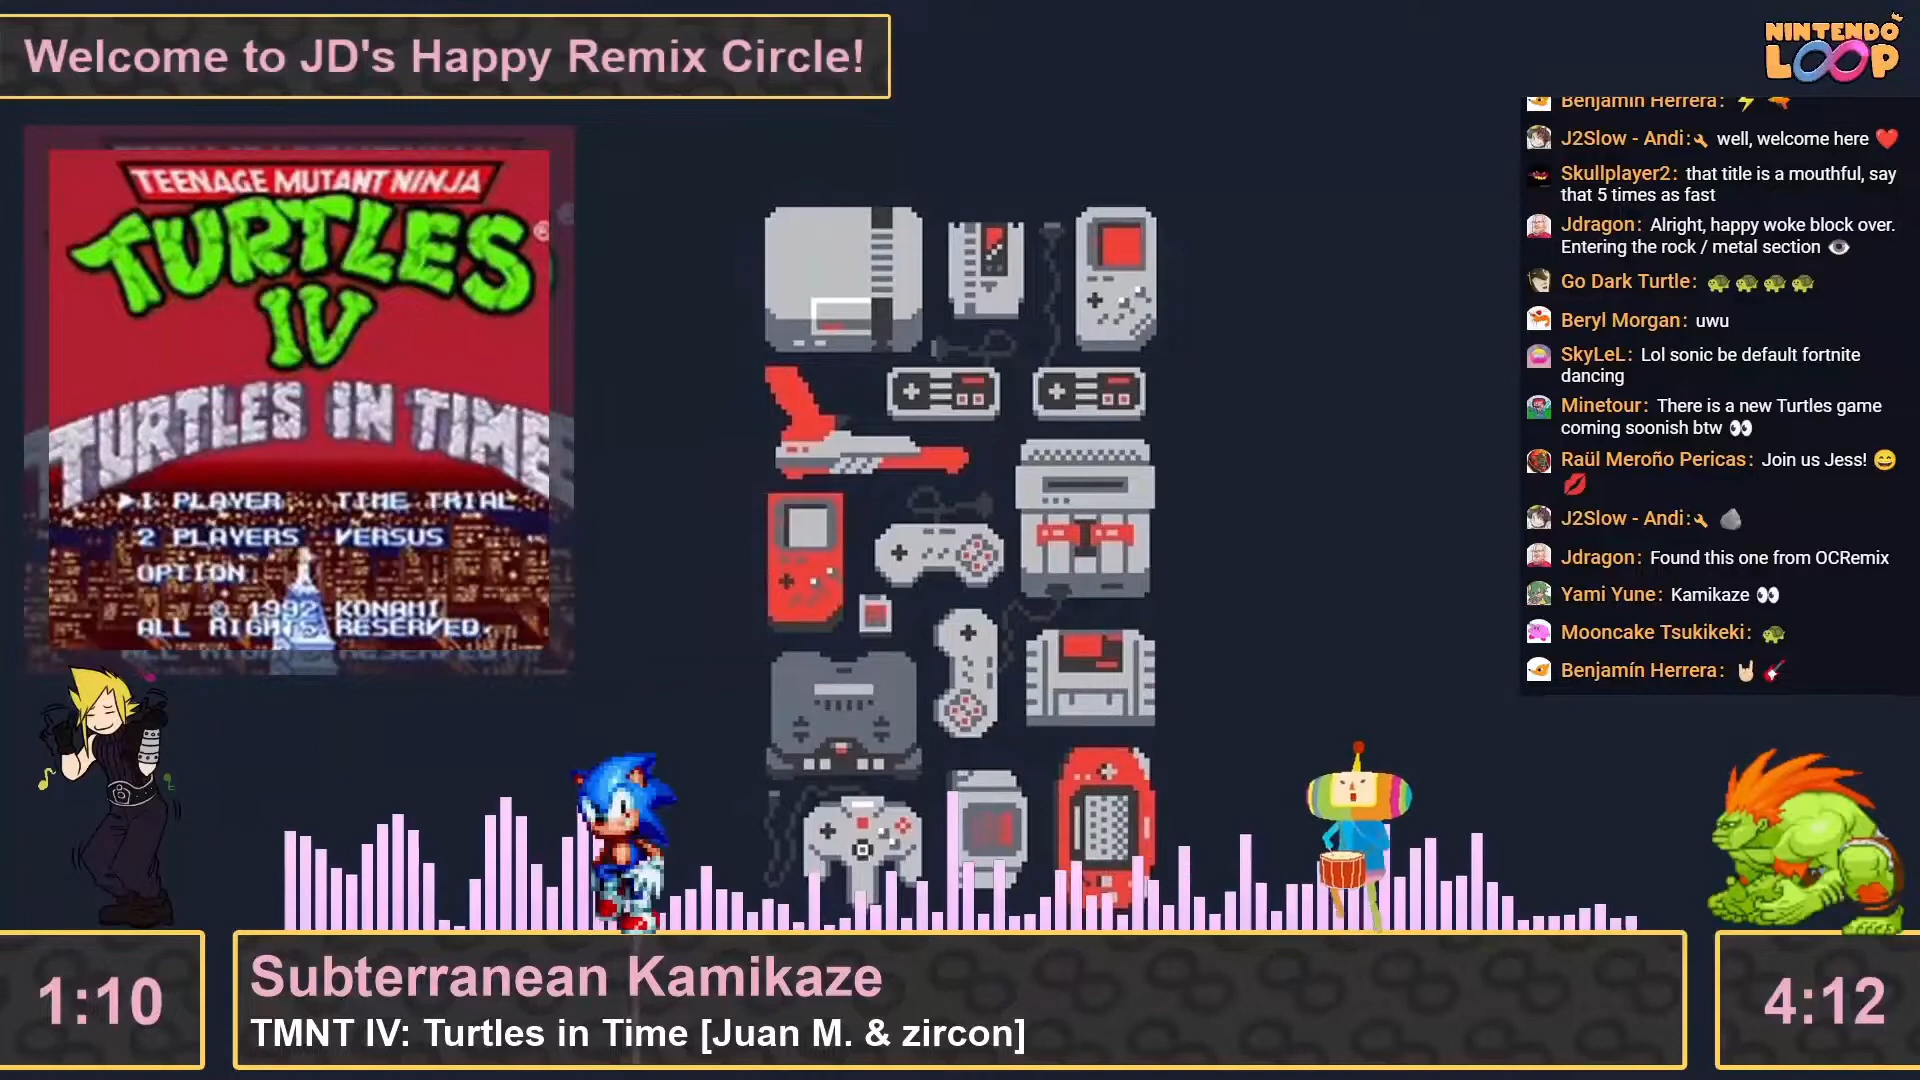 Welcome to JD's Happy Remix Circle!
NINTENDO
LOOP
TEENAGE MUTANT NINJA
TURTLES
IV
TURTLES IN TIME
1 PLAYER TIME TRIAL
2 PLAYERS VERSUS
OPTION
© 1992 KONAMI
ALL RIGHTS RESERVED.
Benjamín Herrera:
J2Slow - Andi: well, welcome here
Skullplayer2: that title is a mouthful, say
that 5 times as fast
Jdragon: Alright, happy woke block over.
Entering the rock / metal section
Go Dark Turtle:
Beryl Morgan: uwu
SkyLeL: Lol sonic be default fortnite
dancing
Minetour: There is a new Turtles game
coming soonish btw
Raül Meroño Pericas: Join us Jess!
J2Slow - Andi:
Jdragon: Found this one from OCRemix
Yami Yune: Kamikaze
Mooncake Tsukikeki:
Benjamín Herrera:
1:10
Subterranean Kamikaze
TMNT IV: Turtles in Time [Juan M. & zircon]
4:12